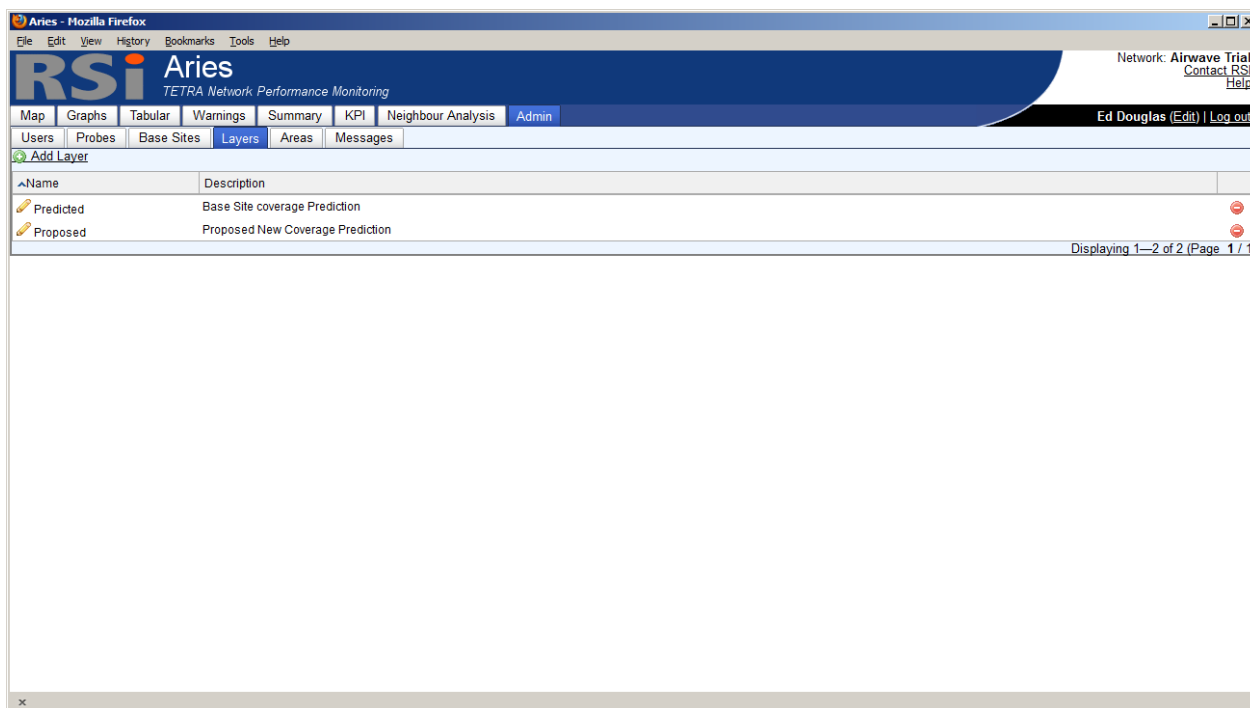 Aries - Mozilla Firefox
File Edit View History Bookmarks Tools Help
RSi Aries
TETRA Network Performance Monitoring
Network: Airwave Trial
Contact RSI
Help
Map Graphs Tabular Warnings Summary KPI Neighbour Analysis Admin
Ed Douglas (Edit) | Log out
Users Probes Base Sites Layers Areas Messages
Add Layer
Name Description
Predicted Base Site coverage Prediction
Proposed Proposed New Coverage Prediction
Displaying 1—2 of 2 (Page 1 / 1